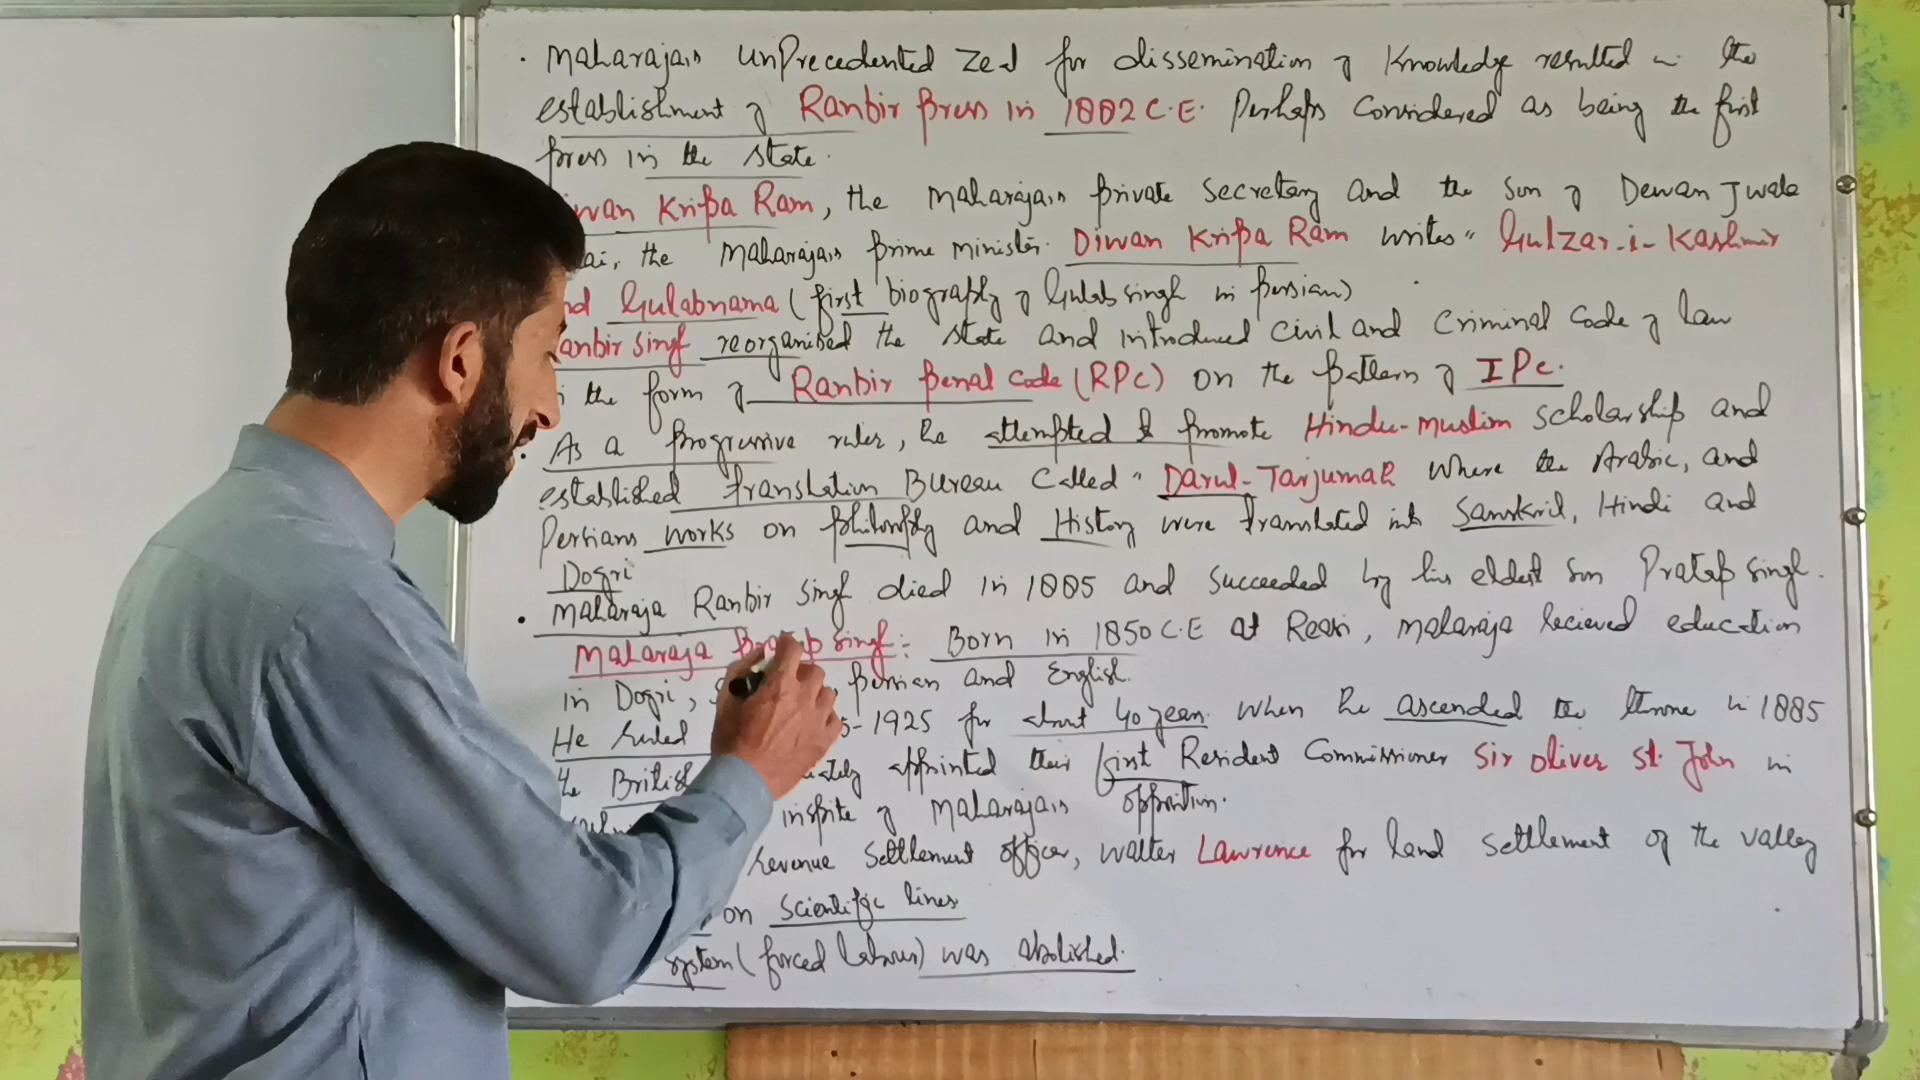 • Maharajas unprecedented zeal for dissemination of Knowledge resulted in the
establishment of Ranbir Press in 1882 C.E. Perhaps Considered as being the first
press in the state.
wan Kripa Ram, the Maharajas private secretary and the son of Dewan Jwala
ai, the Maharajas prime minister. Diwan Kripa Ram writes "Gulzar-i-Kashmir
nd Gulabnama (first biography of Gulab singh in persian)
anbir singh reorganised the state and introduced civil and Criminal Code of law
the form of Ranbir penal code (RPC) on the pattern of IPC.
• As a progressive ruler, he attempted to promote Hindu-Muslim scholarship and
established translation Bureau Called "Darul-Tarjumah where the Arabic, and
Persians works on philosophy and History were translated into Sanskrit, Hindi and
Dogri
• Maharaja Ranbir singh died in 1885 and succeeded by his eldest son Pratap singh.
Maharaja Pratap singh:- Born in 1850 C.E at Reasi, Maharaja recieved education
in Dogri, persian and English.
He ruled 5-1925 for about 40 years. When he ascended the throne in 1885
the British iately appointed their first Resident Commissioner Sir Oliver St. John in
inspite of Maharajas opposition.
revenue settlement officer, walter Lawrence for land settlement of the valley
on scientific lines
system (forced labour) was abolished.